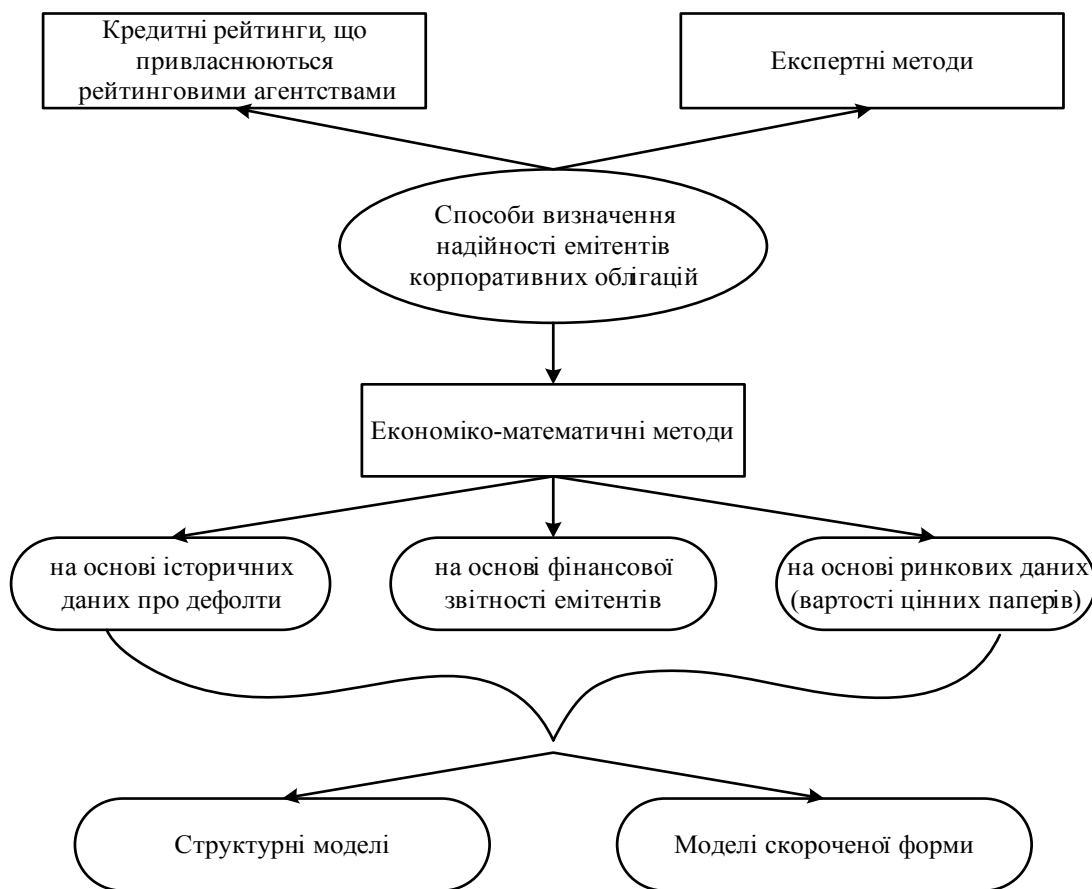 Кредитні рейтинги, що
привласнюються
рейтинговими агентствами
Експертні методи
Способи визначення
надійності емітентів
корпоративних облігацій
Економіко-математичні методи
на основі історичних
даних про дефолти
на основі фінансової
звітності емітентів
на основі ринкових даних
(вартості цінних паперів)
Структурні моделі
Моделі скороченої форми